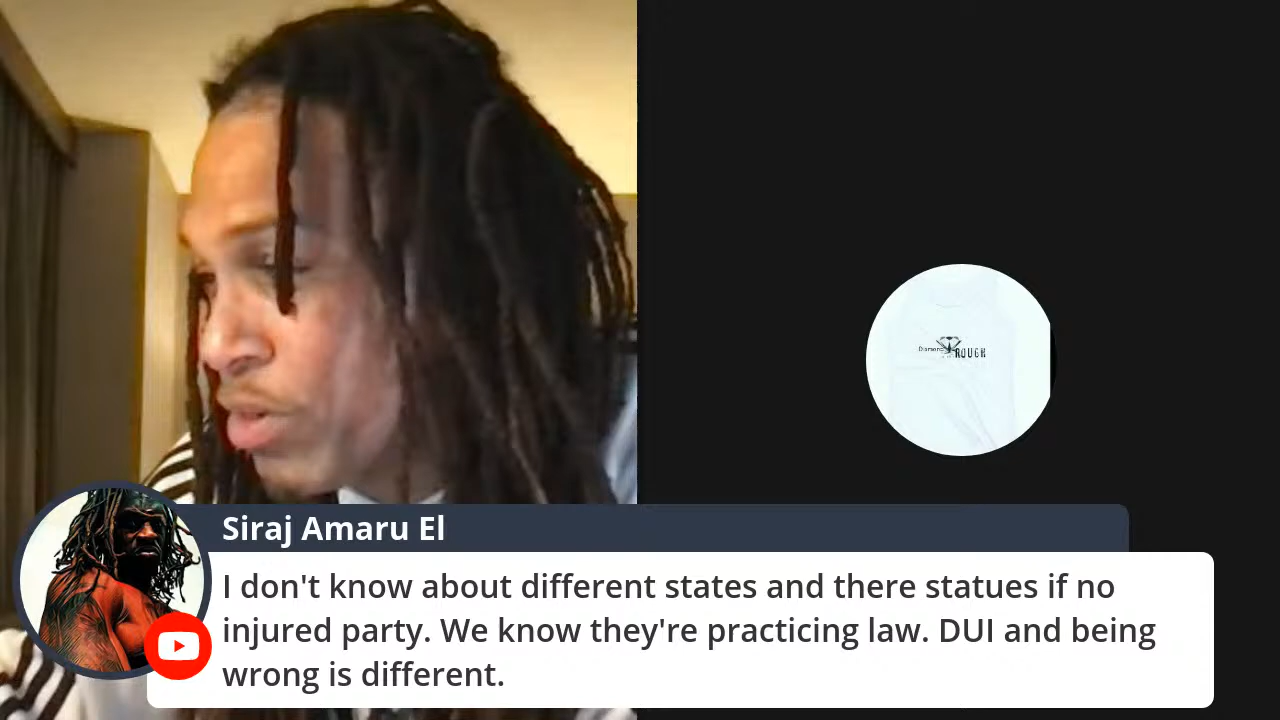 Diamond
ROUGH
Siraj Amaru El
I don't know about different states and there statues if no
injured party. We know they're practicing law. DUI and being
wrong is different.